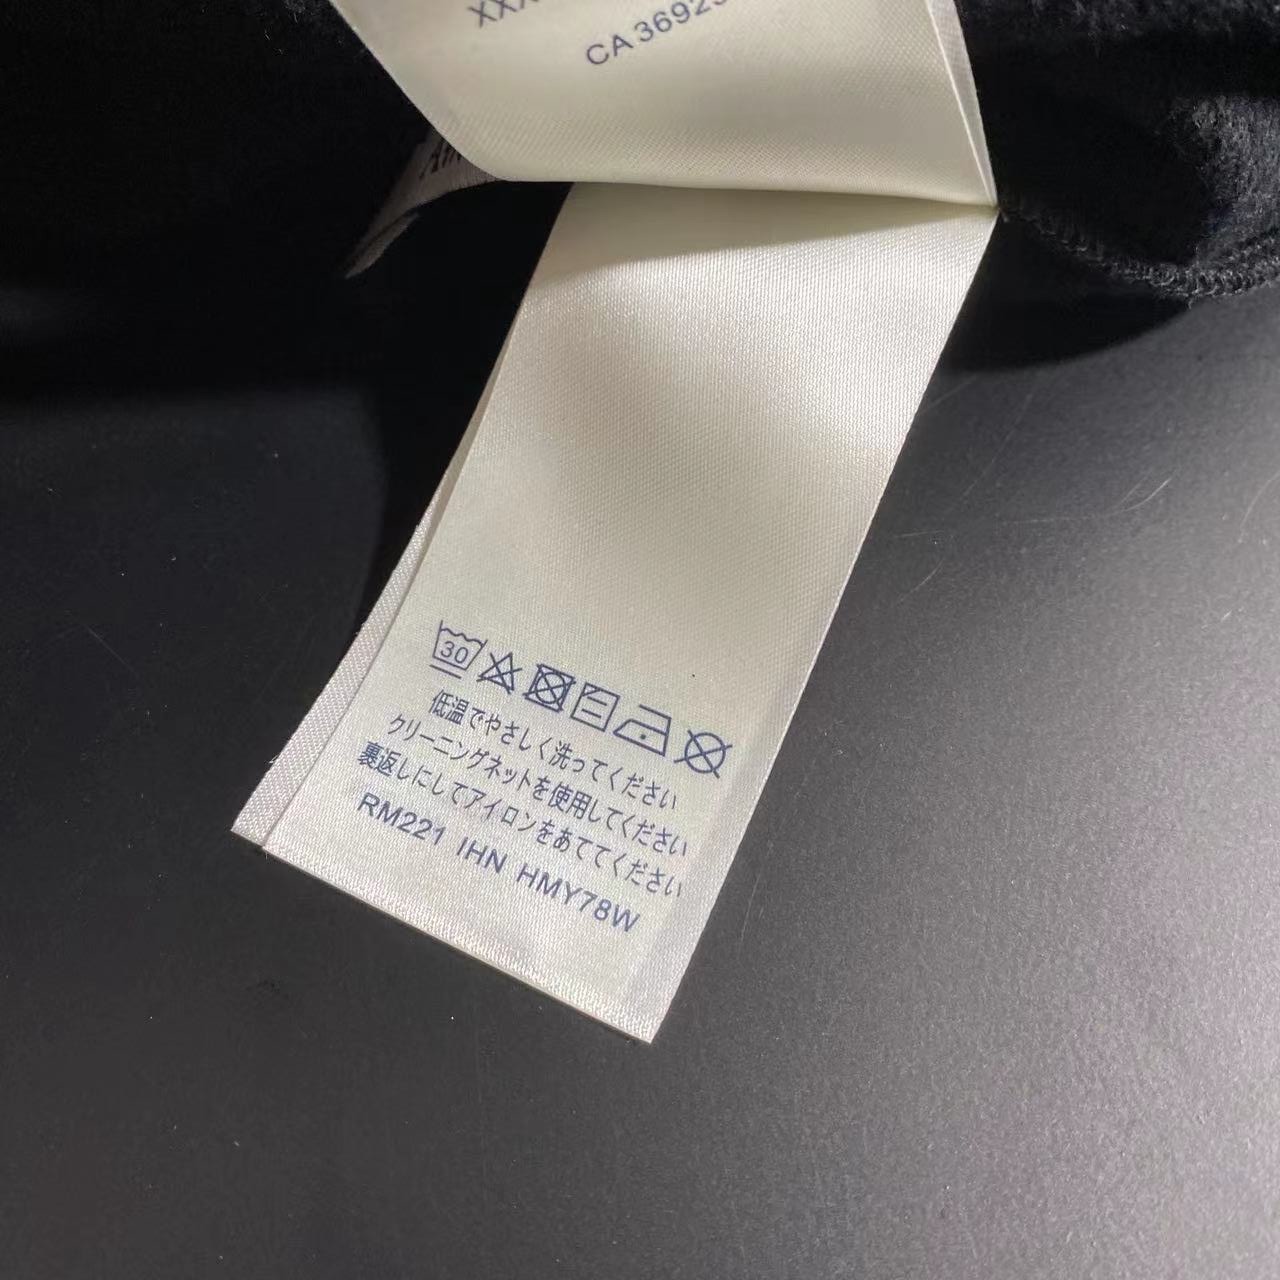 CA 36923
30
低温でやさしく洗ってください
クリーニングネットを使用してください
裏返しにしてアイロンをあててください
RM221 IHN HMY78W